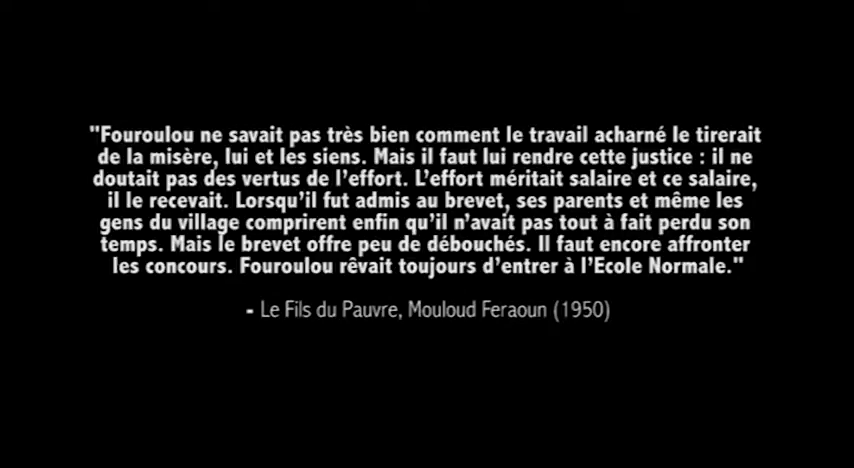 "Fouroulou ne savait pas très bien comment le travail acharné le tirerait
de la misère, lui et les siens. Mais il faut lui rendre cette justice : il ne
doutait pas des vertus de l'effort. L'effort méritait salaire et ce salaire,
il le recevait. Lorsqu'il fut admis au brevet, ses parents et même les
gens du village comprirent enfin qu'il n'avait pas tout à fait perdu son
temps. Mais le brevet offre peu de débouchés. Il faut encore affronter
les concours. Fouroulou rêvait toujours d'entrer à l'Ecole Normale."
- Le Fils du Pauvre, Mouloud Feraoun (1950)